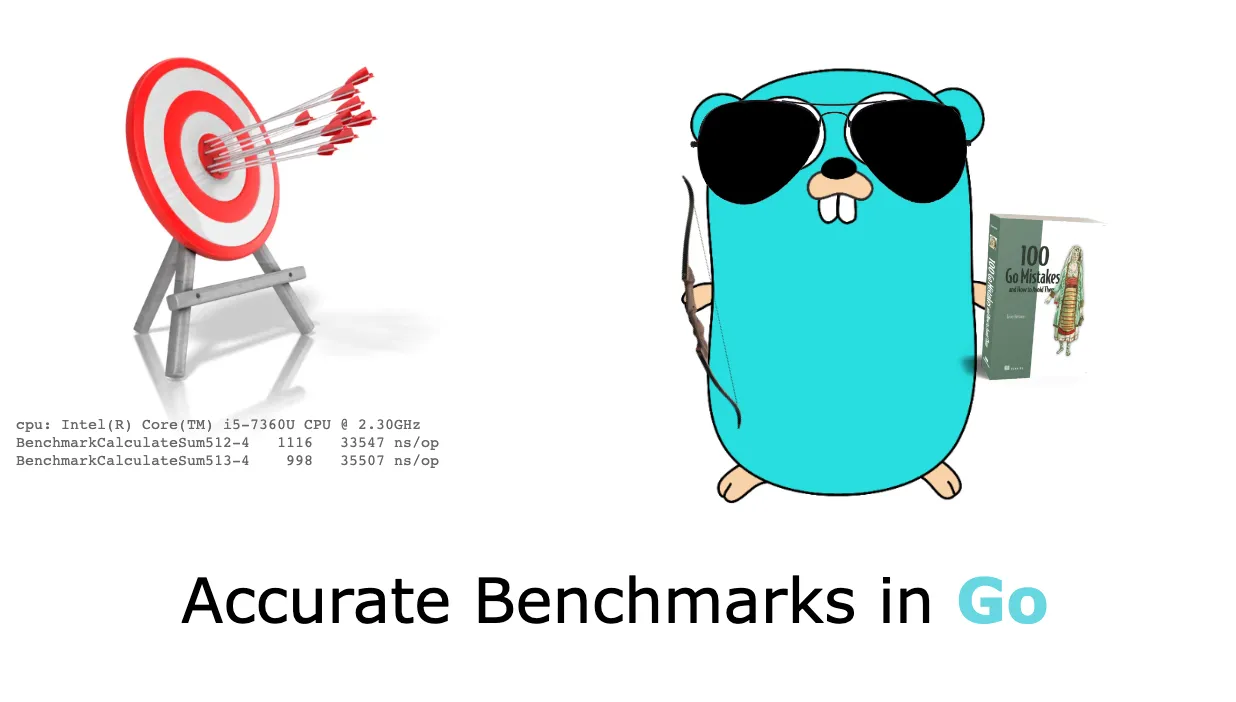 cpu: Intel(R) Core(TM) i5-7360U CPU @ 2.30GHz
BenchmarkCalculateSum512-4 1116 33547 ns/op
BenchmarkCalculateSum513-4 998 35507 ns/op
100
Go Mistakes
and How to Avoid Them
Accurate Benchmarks in Go